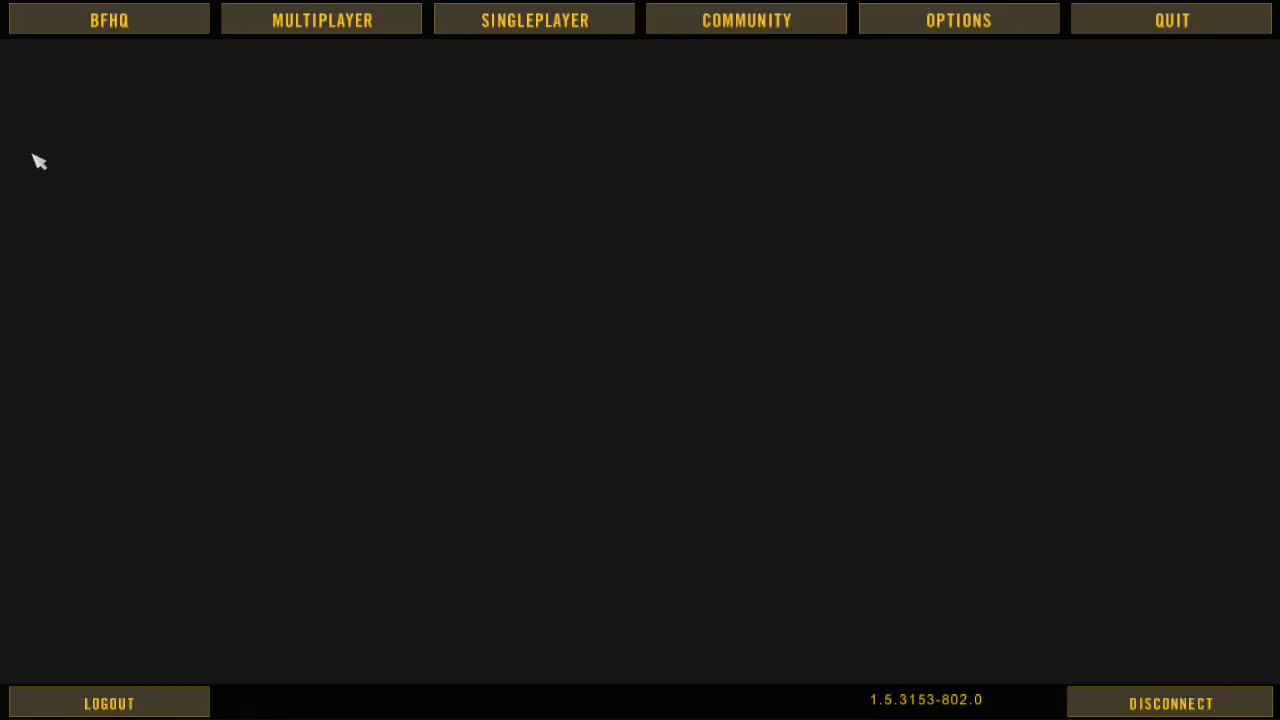 BFHQ
MULTIPLAYER
SINGLEPLAYER
COMMUNITY
OPTIONS
QUIT
LOGOUT
1.5.3153-802.0
DISCONNECT